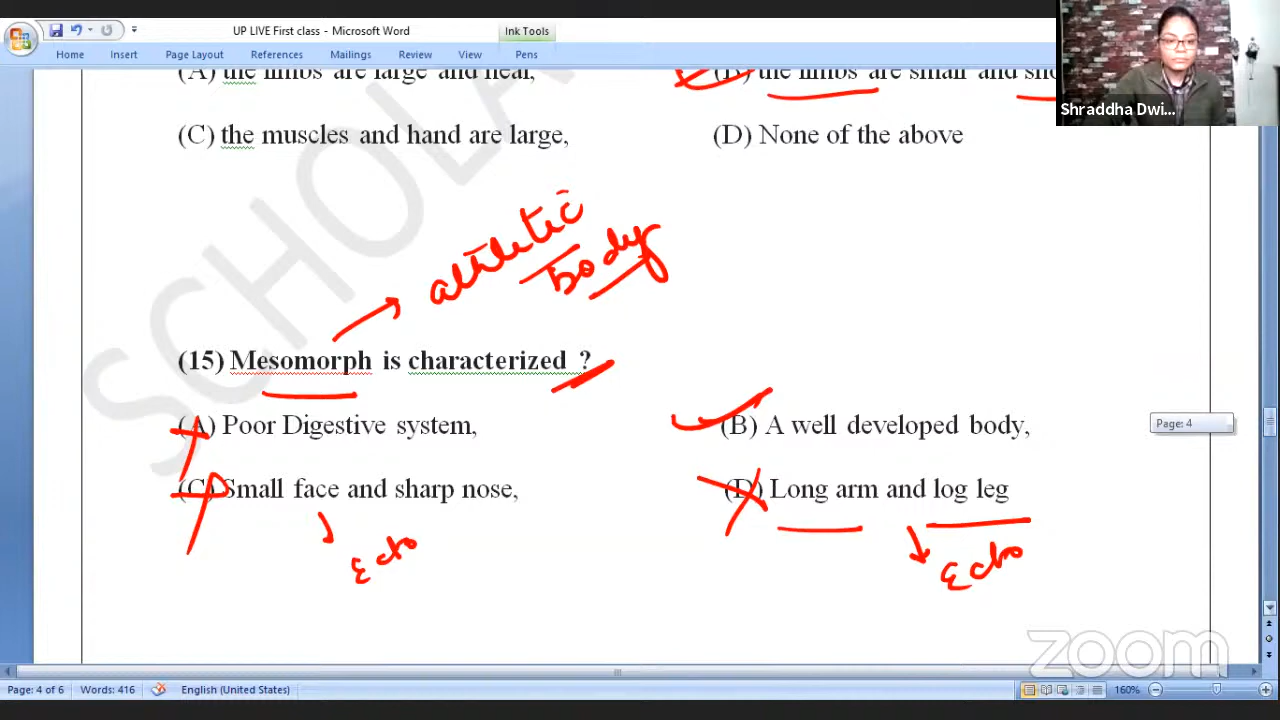 UP LIVE First class - Microsoft Word
Ink Tools
Home Insert Page Layout References Mailings Review View Pens
Shraddha Dwi...
(A) the limbs are large and heal, (B) the limbs are small and
(C) the muscles and hand are large, (D) None of the above
SCHOLA
athletic
body
(15) Mesomorph is characterized ?
(A) Poor Digestive system, (B) A well developed body,
Page: 4
(C) Small face and sharp nose, (D) Long arm and log leg
Ecto Ecto
zoom
Page: 4 of 6 Words: 416 English (United States) 160%